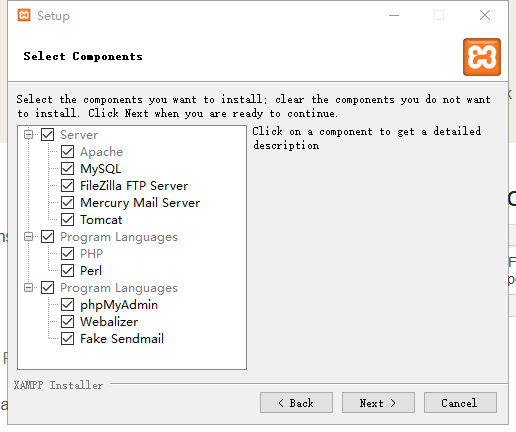 Setup
Select Components
Select the components you want to install; clear the components you do not want
to install. Click Next when you are ready to continue.
Server
Apache
MySQL
FileZilla FTP Server
Mercury Mail Server
Tomcat
Program Languages
PHP
Perl
Program Languages
phpMyAdmin
Webalizer
Fake Sendmail
Click on a component to get a detailed
description
XAMPP Installer
< Back
Next >
Cancel